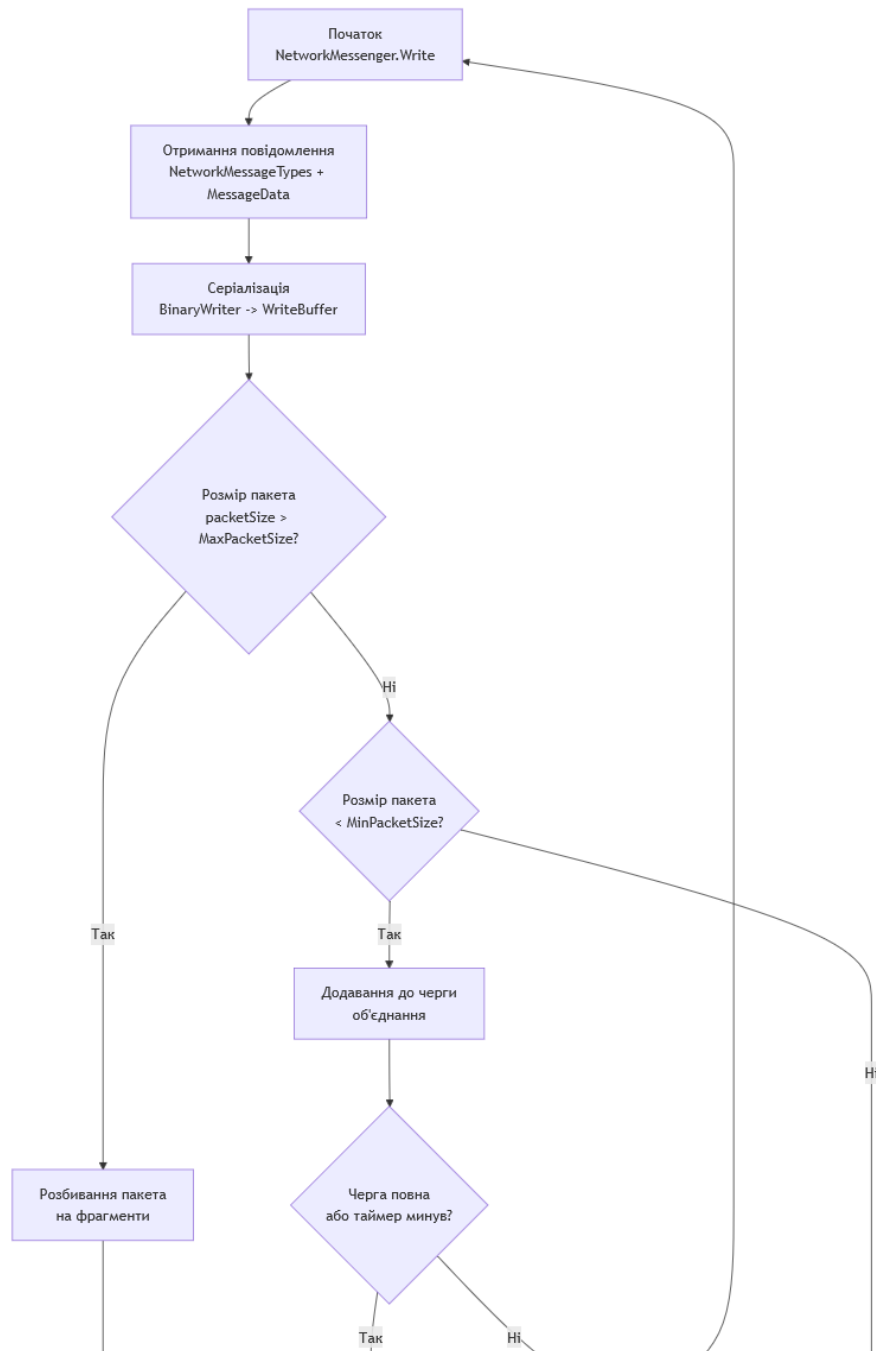 Початок
NetworkMessenger.Write
Отримання повідомлення
NetworkMessageTypes +
MessageData
Серіалізація
BinaryWriter -> WriteBuffer
Розмір пакета
packetSize >
MaxPacketSize?
Ні
Розмір пакета
< MinPacketSize?
Так
Так
Додавання до черги
об'єднання
Ні
Розбивання пакета
на фрагменти
Черга повна
або таймер минув?
Так
Ні